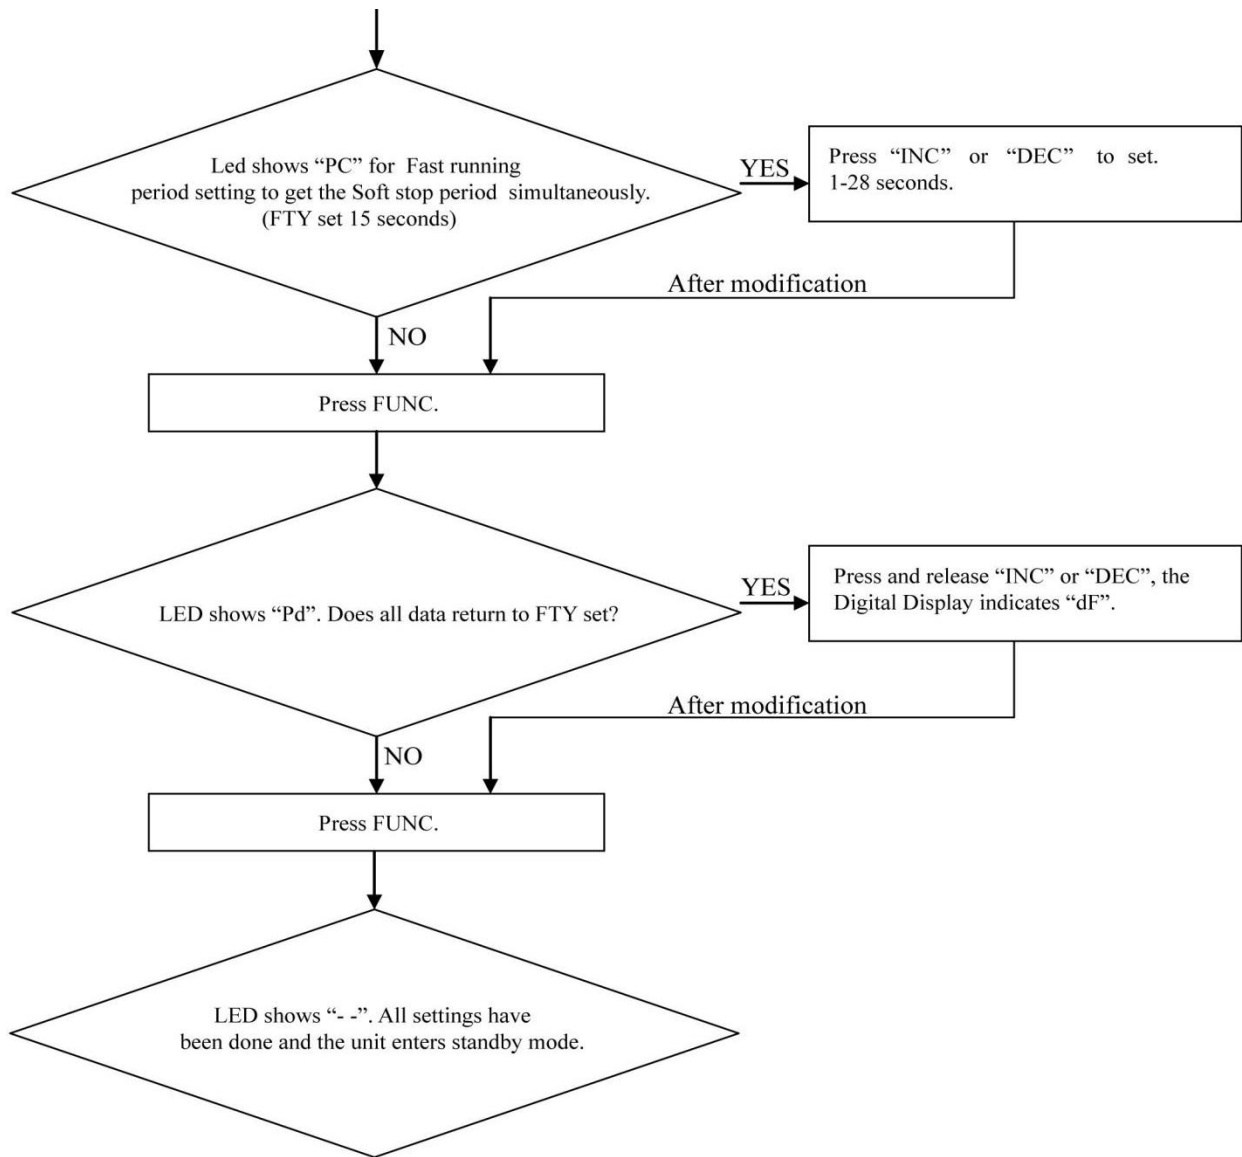 Led shows “PC” for Fast running
period setting to get the Soft stop period simultaneously.
(FTY set 15 seconds)
YES
Press “INC” or “DEC” to set.
1-28 seconds.
After modification
NO
Press FUNC.
LED shows “Pd”. Does all data return to FTY set?
YES
Press and release “INC” or “DEC”, the
Digital Display indicates “dF”.
After modification
NO
Press FUNC.
LED shows “- -”. All settings have
been done and the unit enters standby mode.